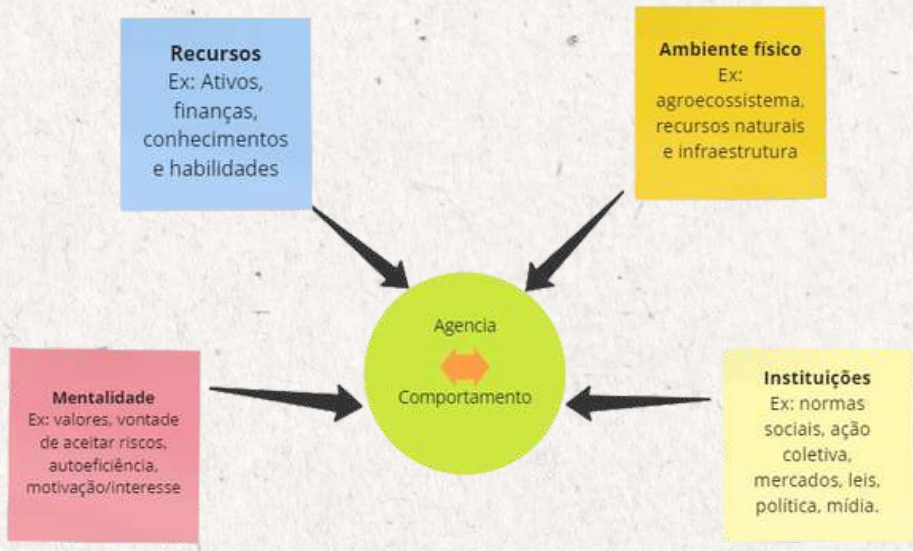 Recursos
Ex: Ativos,
finanças,
conhecimentos
e habilidades
Ambiente físico
Ex:
agroecossistema,
recursos naturais
e infraestrutura
Agencia
Comportamento
Mentalidade
Ex: valores, vontade
de aceitar riscos,
autoeficiência,
motivação/interesse
Instituições
Ex: normas
sociais, ação
coletiva,
mercados, leis,
política, mídia.